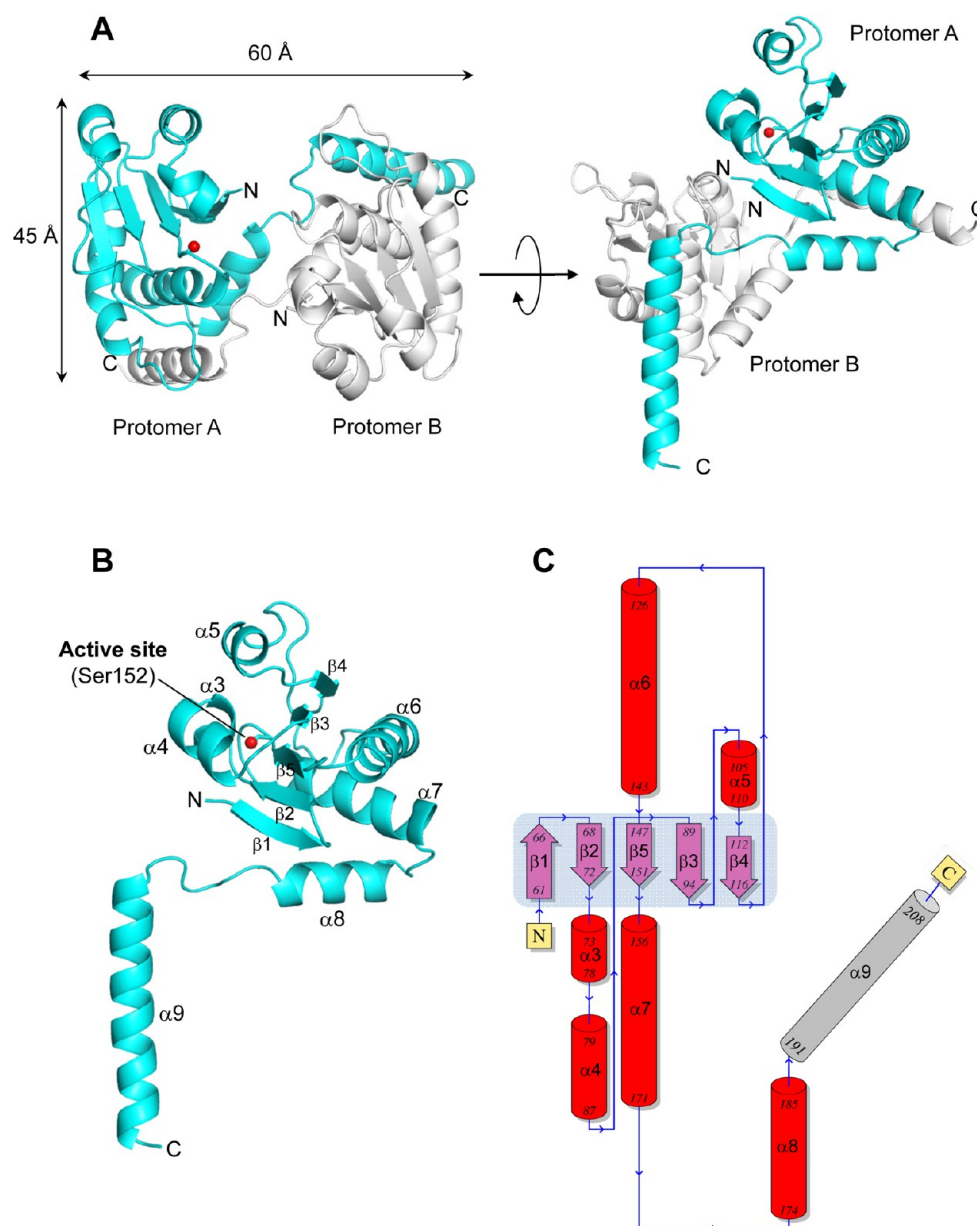 A
60 Å
45 Å
N
N
C
C
Protomer A
Protomer B
Protomer A
N
N
C
Protomer B
C
B
Active site
(Ser152)
α5
β4
α3
β3
α6
α4
β5
α7
N
β2
β1
α8
α9
C
C
126
α6
143
105
α5
110
66
β1
61
68
β2
72
147
β5
151
89
β3
94
112
β4
116
N
73
α3
78
79
α4
87
156
α7
171
C
208
α9
191
185
α8
174